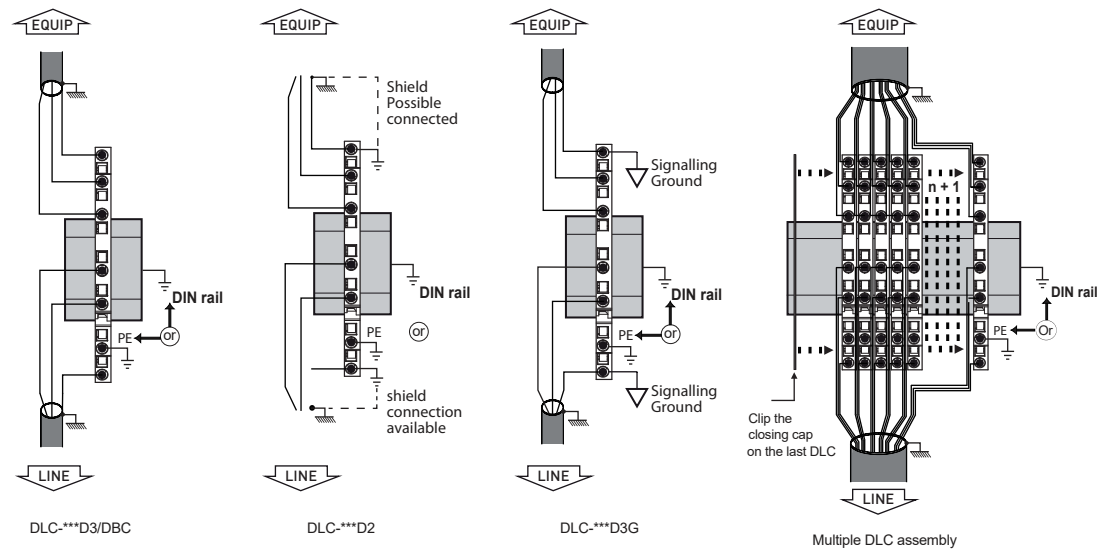 EQUIP
DIN rail
PE
or
LINE
DLC-***D3/DBC
EQUIP
Shield
Possible
connected
DIN rail
PE
or
shield
connection
available
LINE
DLC-***D2
EQUIP
Signalling
Ground
DIN rail
PE
or
Signalling
Ground
LINE
DLC-***D3G
EQUIP
n + 1
DIN rail
PE
Or
Clip the
closing cap
on the last DLC
LINE
Multiple DLC assembly